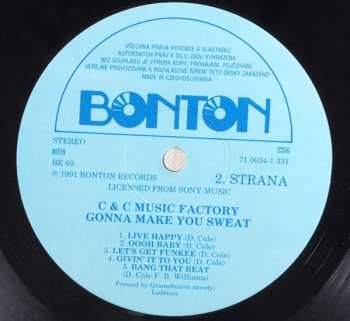 VŠECHNA PRÁVA VÝROBCE A VLASTNÍKŮ
AUTORSKÝCH PRÁV K DÍLU JSOU VYHRAZENA
BEZ SOUHLASU JE VÝROBA KOPIÍ, PRONÁJEM, PŮJČOVÁNÍ,
VEŘEJNÉ PROVOZOVÁNÍ A ROZHLASOVÉ ŠÍŘENÍ TÉTO DESKY ZAKÁZÁNO
MADE IN CZECHOSLOVAKIA
BONTON
STEREO
BE 60
71 0034-1 331
℗ 1991 BONTON RECORDS
2. STRANA
LICENSED FROM SONY MUSIC
C & C MUSIC FACTORY
GONNA MAKE YOU SWEAT
1. LIVE HAPPY (D. Cole)
2. OOOH BABY (D. Cole)
3. LET'S GET FUNKEE (D. Cole)
4. GIVIN' IT TO YOU (D. Cole)
5. BANG THAT BEAT
(D. Cole-F. B. Williams)
Pressed by Gramofonové závody,
Loděnice